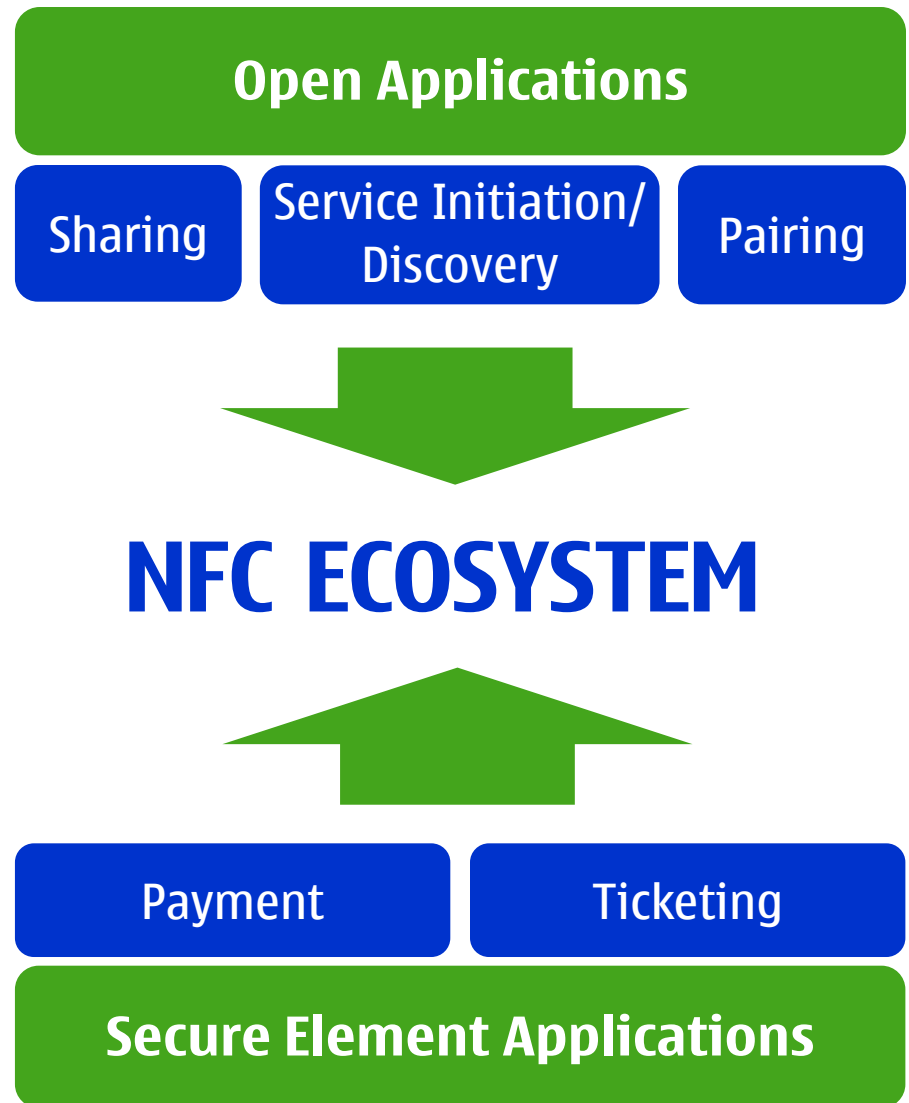 Open Applications
Sharing
Service Initiation/
Discovery
Pairing
NFC ECOSYSTEM
Payment
Ticketing
Secure Element Applications